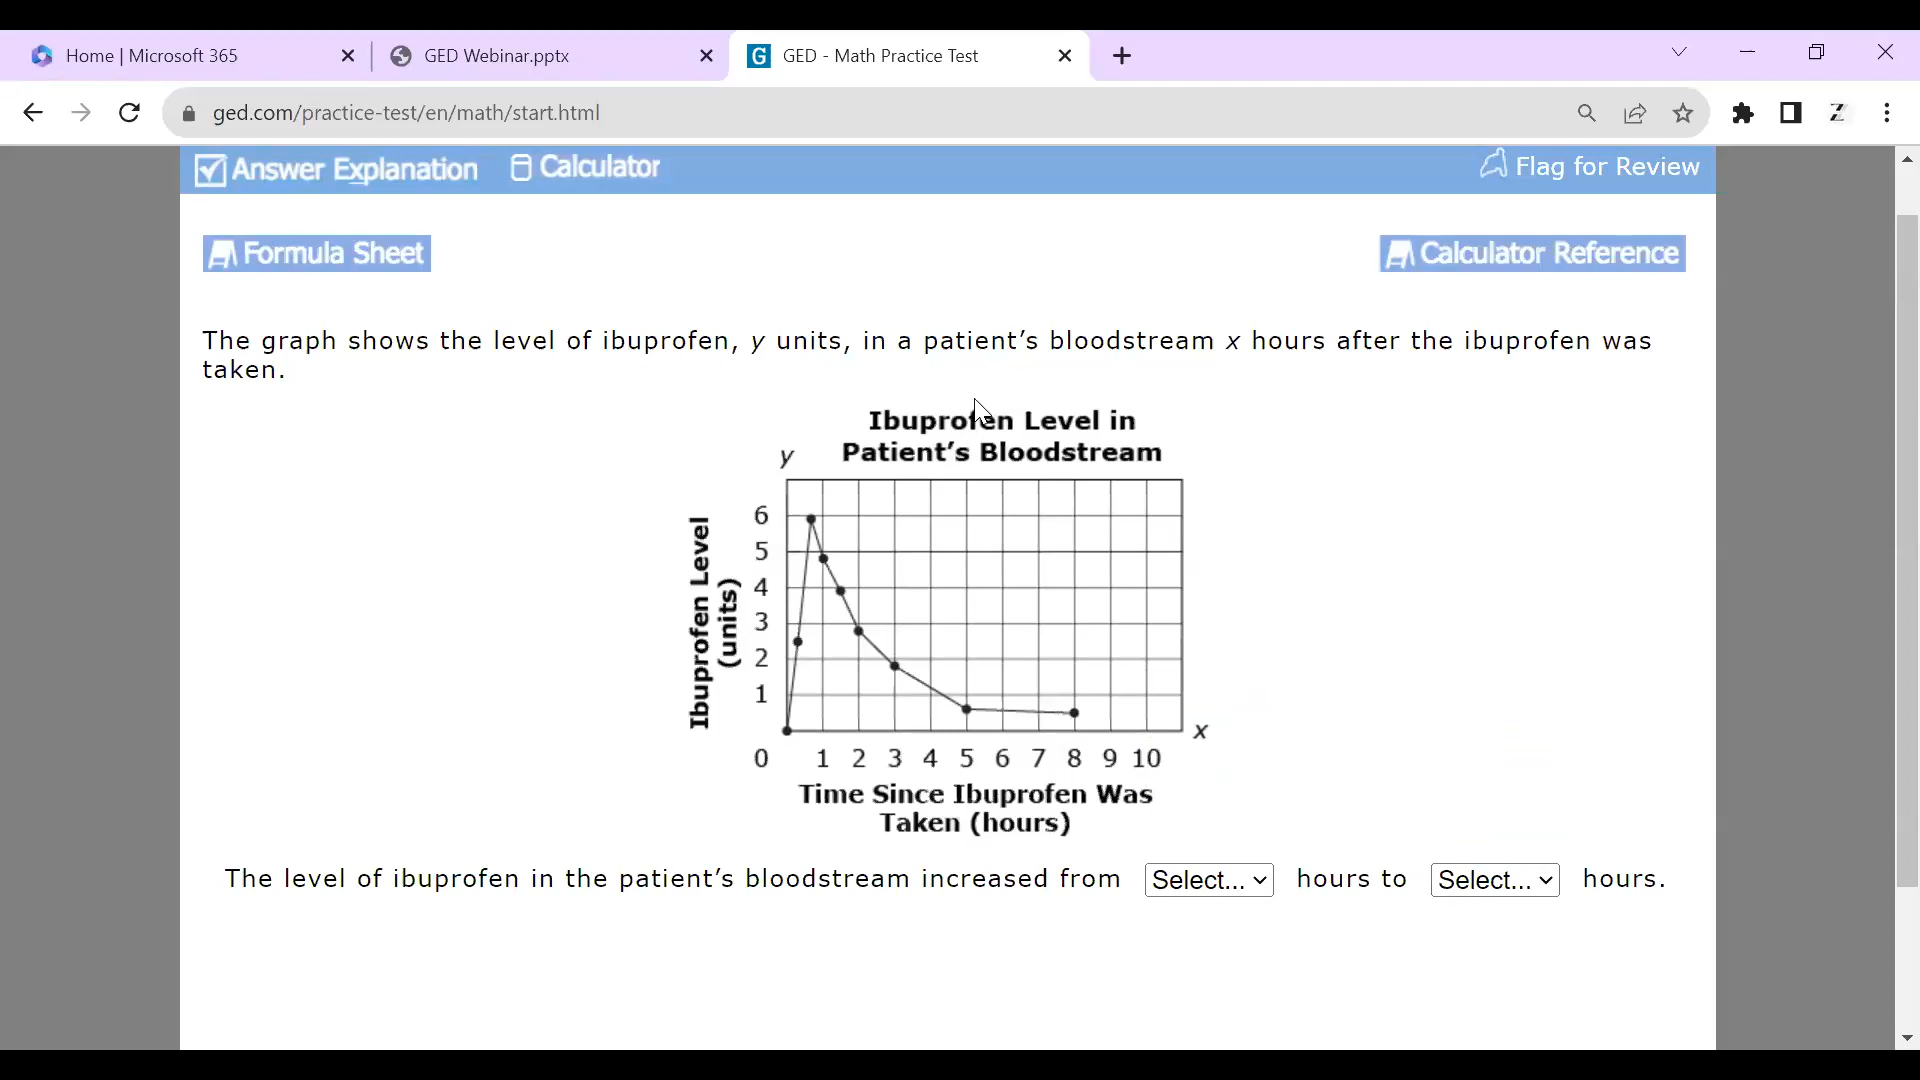 Home | Microsoft 365
GED Webinar.pptx
GED - Math Practice Test
ged.com/practice-test/en/math/start.html
Answer Explanation
Calculator
Flag for Review
Formula Sheet
Calculator Reference
The graph shows the level of ibuprofen, y units, in a patient’s bloodstream x hours after the ibuprofen was
taken.
Ibuprofen Level in
Patient’s Bloodstream
y
Ibuprofen Level
(units)
6
5
4
3
2
1
x
0 1 2 3 4 5 6 7 8 9 10
Time Since Ibuprofen Was
Taken (hours)
The level of ibuprofen in the patient’s bloodstream increased from Select... hours to Select... hours.